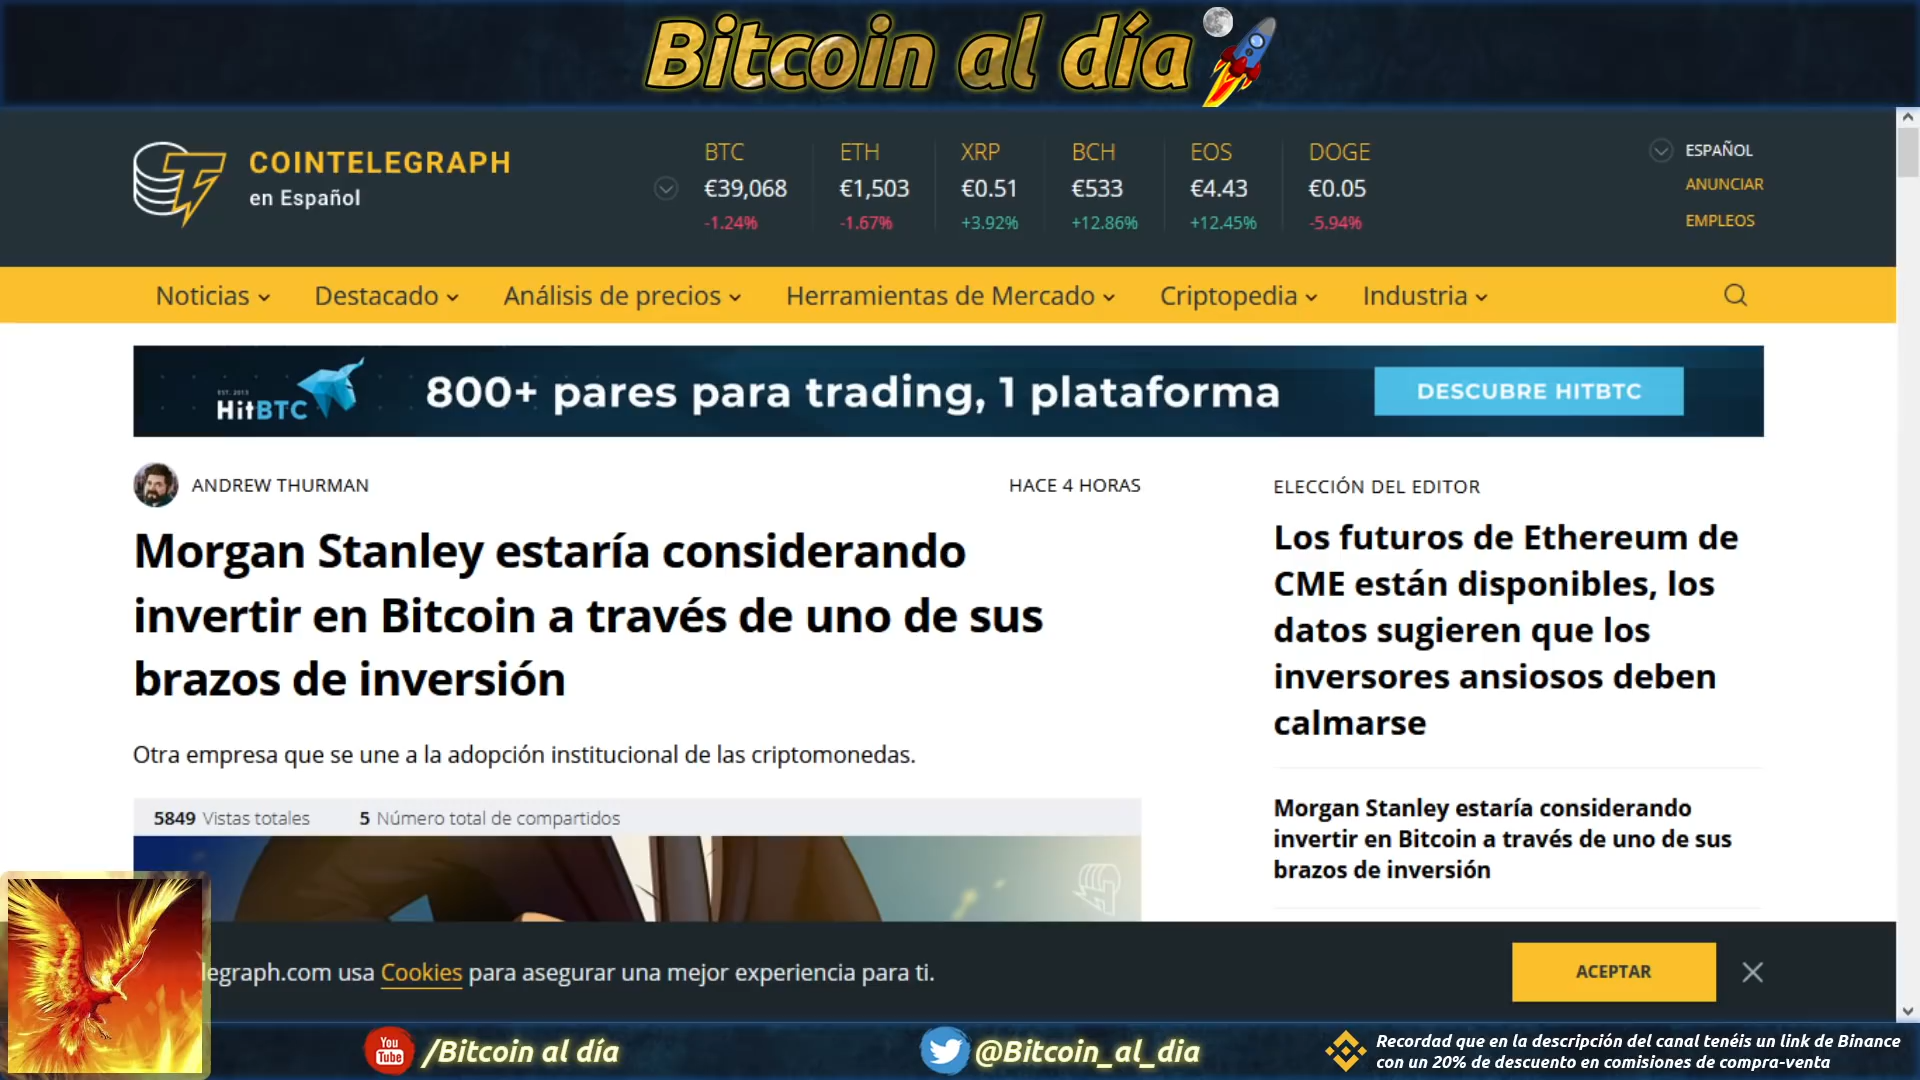 Bitcoin al día
COINTELEGRAPH
en Español
BTC
€39,068
-1.24%
ETH
€1,503
-1.67%
XRP
€0.51
+3.92%
BCH
€533
+12.86%
EOS
€4.43
+12.45%
DOGE
€0.05
-5.94%
ESPAÑOL
ANUNCIAR
EMPLEOS
Noticias Destacado Análisis de precios Herramientas de Mercado Criptopedia Industria
EST. 2013
HitBTC
800+ pares para trading, 1 plataforma
DESCUBRE HITBTC
ANDREW THURMAN
HACE 4 HORAS
Morgan Stanley estaría considerando
invertir en Bitcoin a través de uno de sus
brazos de inversión
Otra empresa que se une a la adopción institucional de las criptomonedas.
5849 Vistas totales 5 Número total de compartidos
ELECCIÓN DEL EDITOR
Los futuros de Ethereum de
CME están disponibles, los
datos sugieren que los
inversores ansiosos deben
calmarse
Morgan Stanley estaría considerando
invertir en Bitcoin a través de uno de sus
brazos de inversión
legraph.com usa Cookies para asegurar una mejor experiencia para ti.
ACEPTAR
You
Tube
/Bitcoin al día
@Bitcoin_al_dia
Recordad que en la descripción del canal tenéis un link de Binance
con un 20% de descuento en comisiones de compra-venta